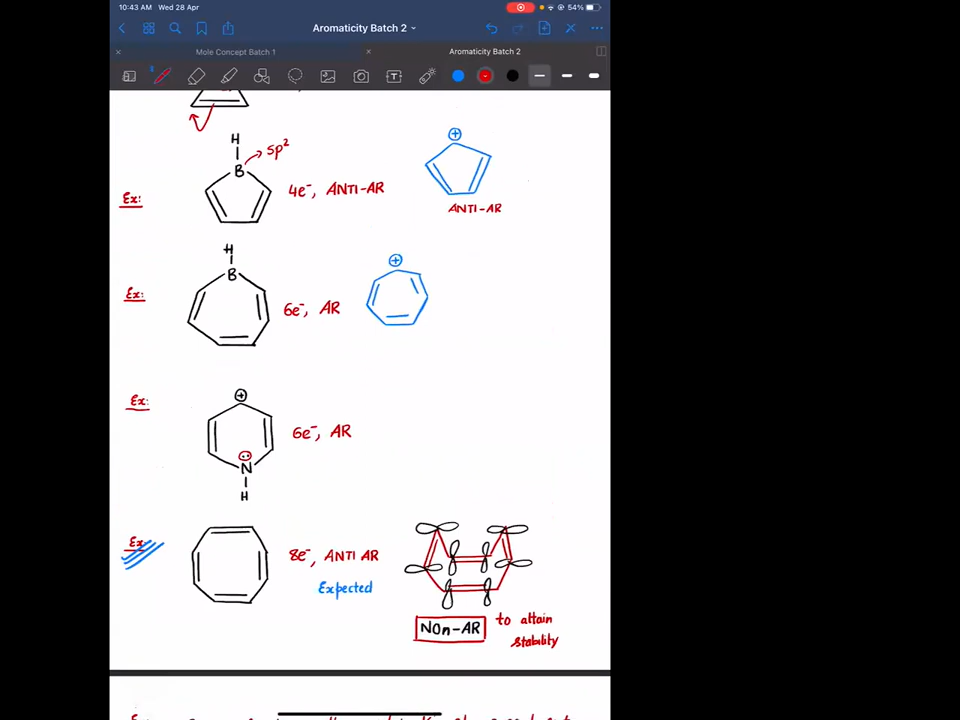 10:43 AM Wed 28 Apr
54%
Aromaticity Batch 2
Mole Concept Batch 1
Aromaticity Batch 2
H
B
sp²
Ex:
4e⁻, ANTI-AR
⊕
ANTI-AR
H
B
Ex:
6e⁻, AR
⊕
Ex:
⊕
6e⁻, AR
N
H
Ex
8e⁻, ANTI AR
Expected
NOn-AR
to attain
stability